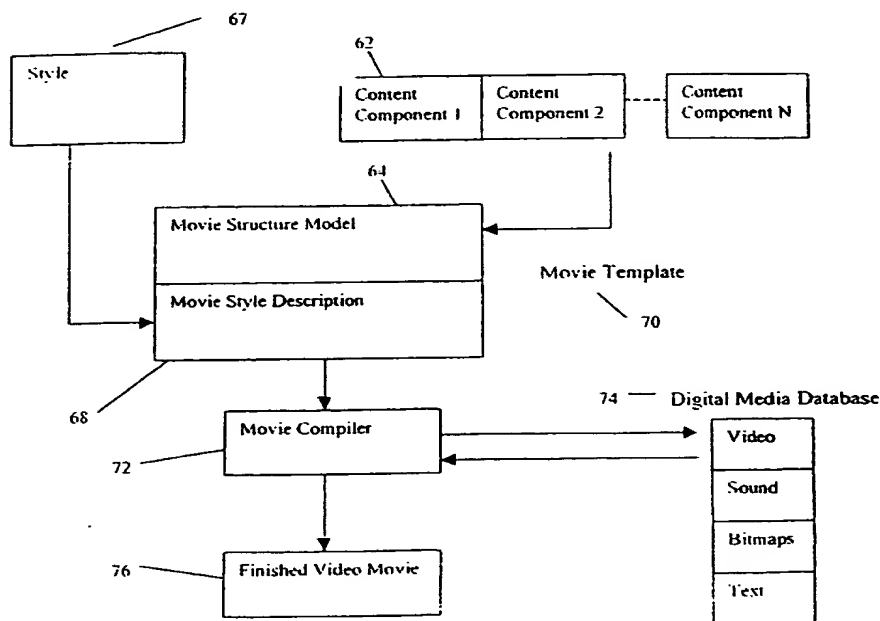 67
Style
62
Content
Component 1
Content
Component 2
Content
Component N
64
Movie Structure Model
Movie Template
70
Movie Style Description
68
74
Digital Media Database
Movie Compiler
72
Video
Sound
Bitmaps
Text
76
Finished Video Movie